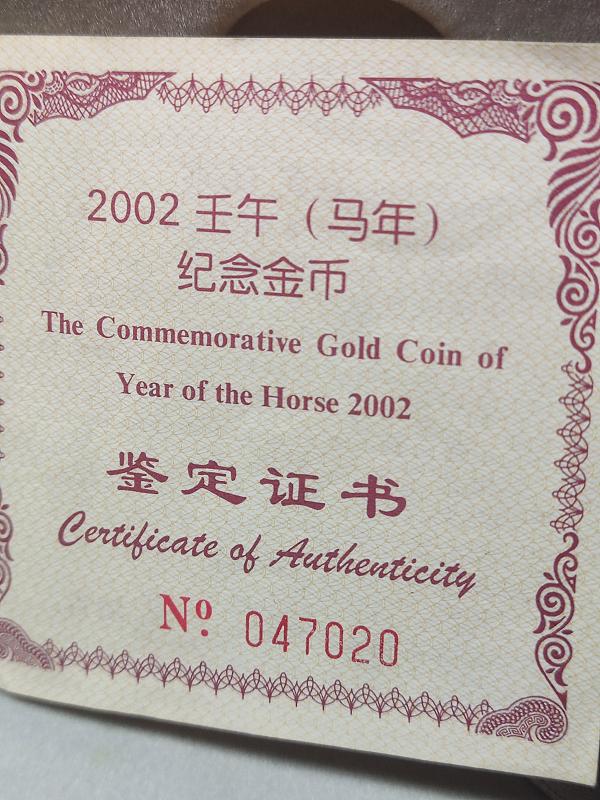 2002 壬午（马年）
纪念金币
The Commemorative Gold Coin of
Year of the Horse 2002
鉴定证书
Certificate of Authenticity
Nº 047020